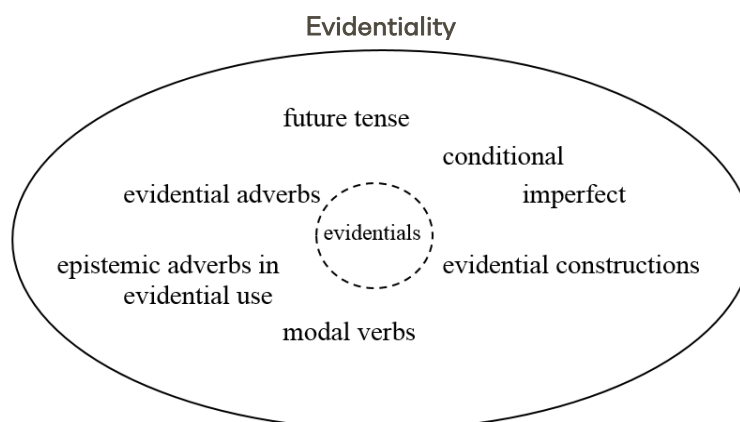 Evidentiality
future tense
conditional
evidential adverbs
imperfect
evidentials
epistemic adverbs in
evidential use
evidential constructions
modal verbs